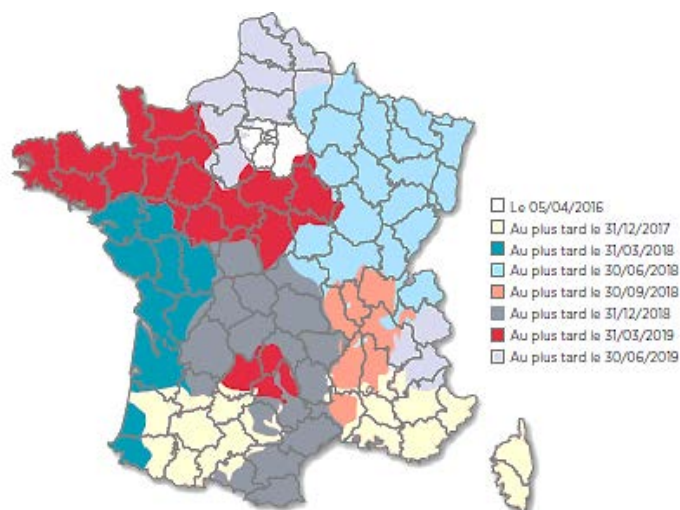 Le 05/04/2016
Au plus tard le 31/12/2017
Au plus tard le 31/03/2018
Au plus tard le 30/06/2018
Au plus tard le 30/09/2018
Au plus tard le 31/12/2018
Au plus tard le 31/03/2019
Au plus tard le 30/06/2019